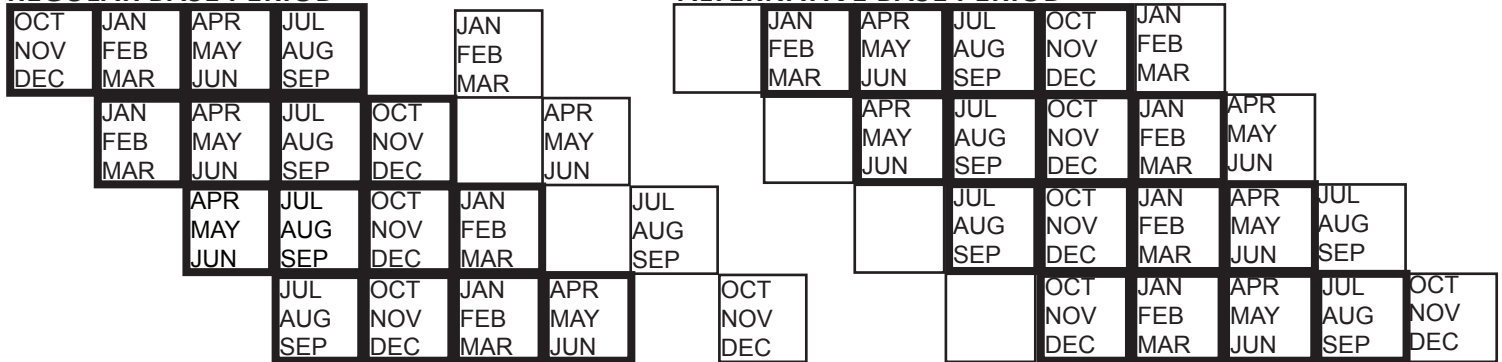 REGULAR BASE PERIOD
OCT JAN APR JUL JAN
NOV FEB MAY AUG FEB
DEC MAR JUN SEP MAR
JAN APR JUL OCT APR
FEB MAY AUG NOV MAY
MAR JUN SEP DEC JUN
APR JUL OCT JAN JUL
MAY AUG NOV FEB AUG
JUN SEP DEC MAR SEP
JUL OCT JAN APR OCT
AUG NOV FEB MAY NOV
SEP DEC MAR JUN DEC
ALTERNATIVE BASE PERIOD
JAN APR JUL OCT JAN
FEB MAY AUG NOV FEB
MAR JUN SEP DEC MAR
APR JUL OCT JAN APR
MAY AUG NOV FEB MAY
JUN SEP DEC MAR JUN
JUL OCT JAN APR JUL
AUG NOV FEB MAY AUG
SEP DEC MAR JUN SEP
OCT JAN APR JUL OCT
NOV FEB MAY AUG NOV
DEC MAR JUN SEP DEC